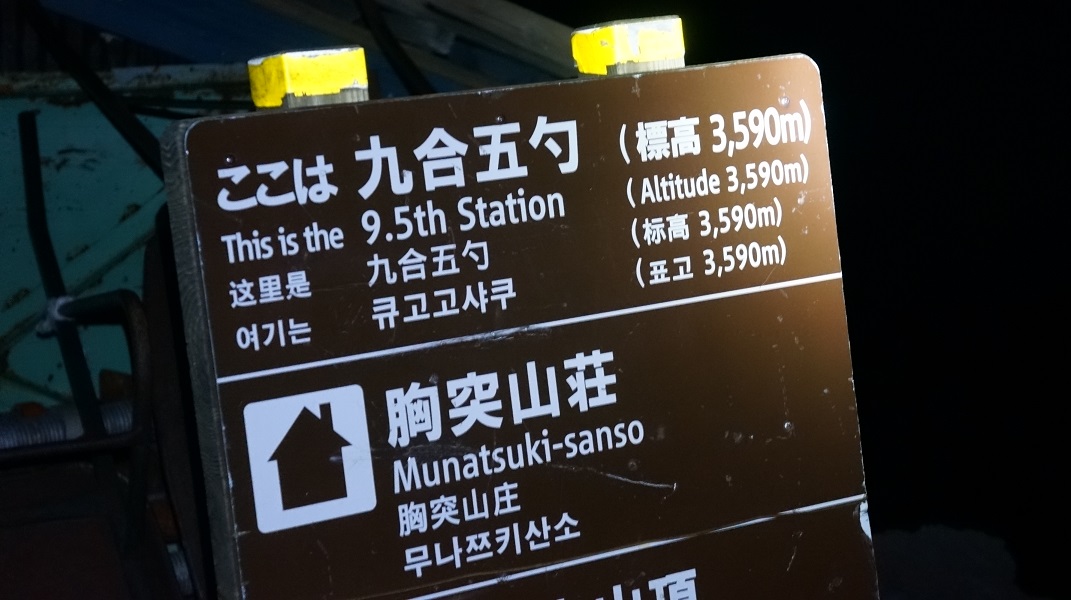 ここは 九合五勺 (標高 3,590m)
This is the 9.5th Station (Altitude 3,590m)
这里是 九合五勺 (标高 3,590m)
여기는 큐고고샤쿠 (표고 3,590m)
胸突山荘
Munatsuki-sanso
胸突山庄
무나쯔키산소
山頂